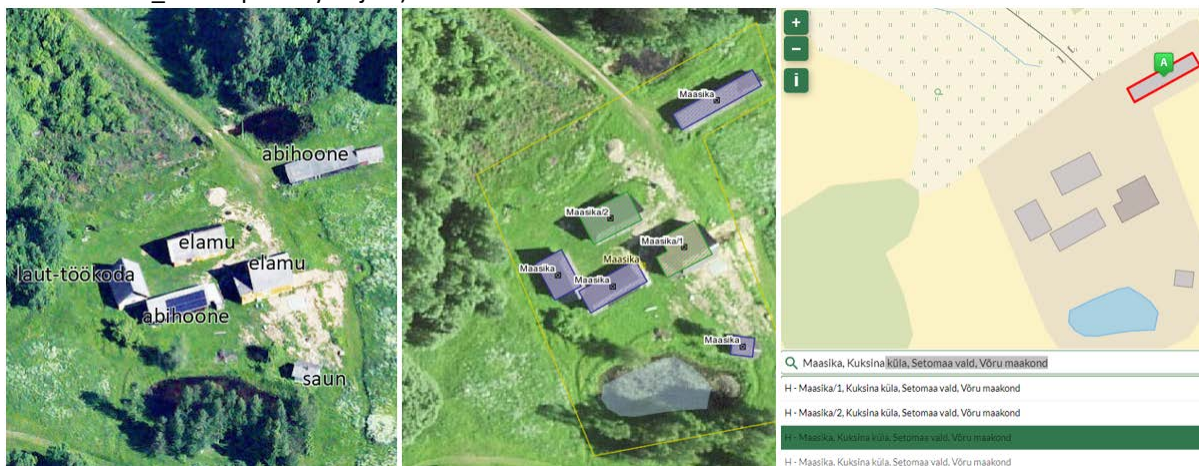 abihoone
elamu
elamu
laut-töökoda
abihoone
saun
Maasika
Maasika/2
Maasika/1
Maasika
Maasika
Maasika
Maasika
+
−
i
A
Maasika, Kuksina küla, Setomaa vald, Võru maakond
H - Maasika/1, Kuksina küla, Setomaa vald, Võru maakond
H - Maasika/2, Kuksina küla, Setomaa vald, Võru maakond
H - Maasika, Kuksina küla, Setomaa vald, Võru maakond
H - Maasika, Kuksina küla, Setomaa vald, Võru maakond